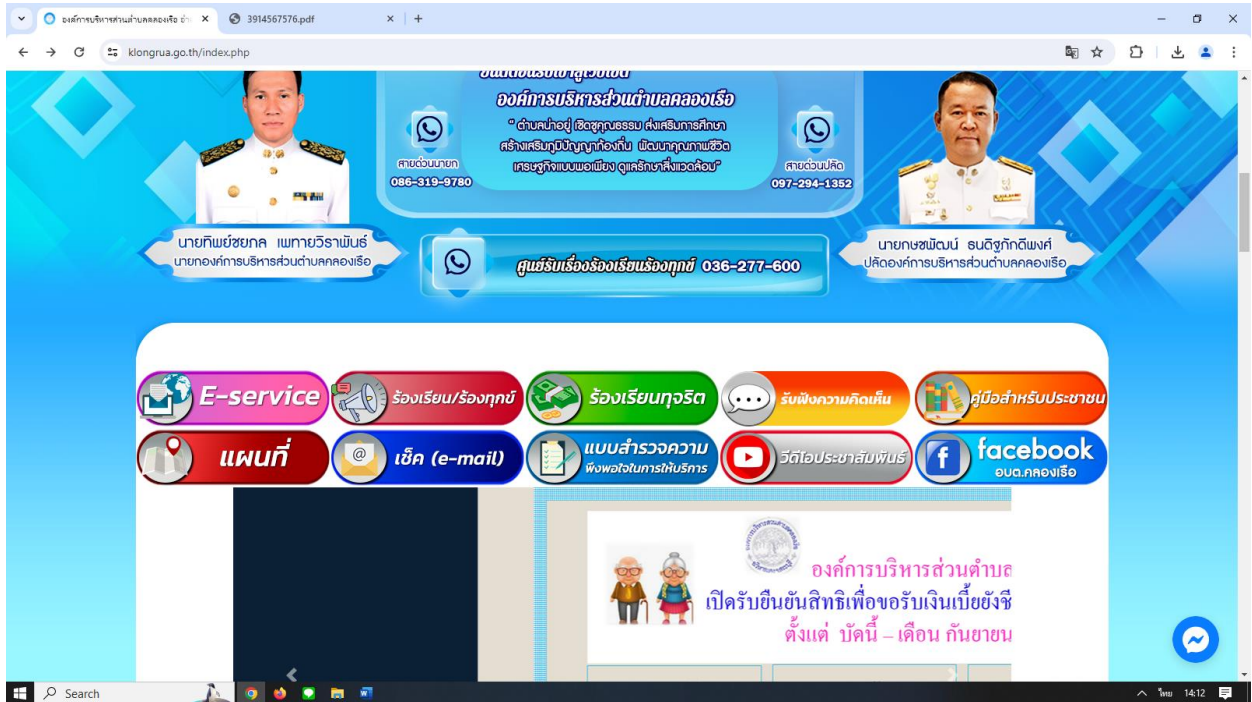 องค์การบริหารส่วนตำบลคลองเรือ อำ
3914567576.pdf
klongrua.go.th/index.php
องค์การบริหารส่วนตำบลคลองเรือ
“ ตำบลน่าอยู่ เชิดชูคุณธรรม ส่งเสริมการศึกษา
สร้างเสริมภูมิปัญญาท้องถิ่น พัฒนาคุณภาพชีวิต
เศรษฐกิจแบบพอเพียง ดูแลรักษาสิ่งแวดล้อม”
สายด่วนนายก
086-319-9780
สายด่วนปลัด
097-294-1352
นายทิพย์ชยกล เพทายวิราพันธ์
นายกองค์การบริหารส่วนตำบลคลองเรือ
นายกษพัฒน์ ธนดิฐภักดีพงศ์
ปลัดองค์การบริหารส่วนตำบลคลองเรือ
ศูนย์รับเรื่องร้องเรียนร้องทุกข์ 036-277-600
E-service
ร้องเรียน/ร้องทุกข์
ร้องเรียนทุจริต
รับฟังความคิดเห็น
คู่มือสำหรับประชาชน
แผนที่
เช็ค (e-mail)
แบบสำรวจความ
พึงพอใจในการให้บริการ
วีดีโอประชาสัมพันธ์
facebook
อบต.คลองเรือ
องค์การบริหารส่วนตำบล
เปิดรับยืนยันสิทธิเพื่อขอรับเงินเบี้ยยังชี
ตั้งแต่ บัดนี้ – เดือน กันยายน
Search
ไทย
14:12